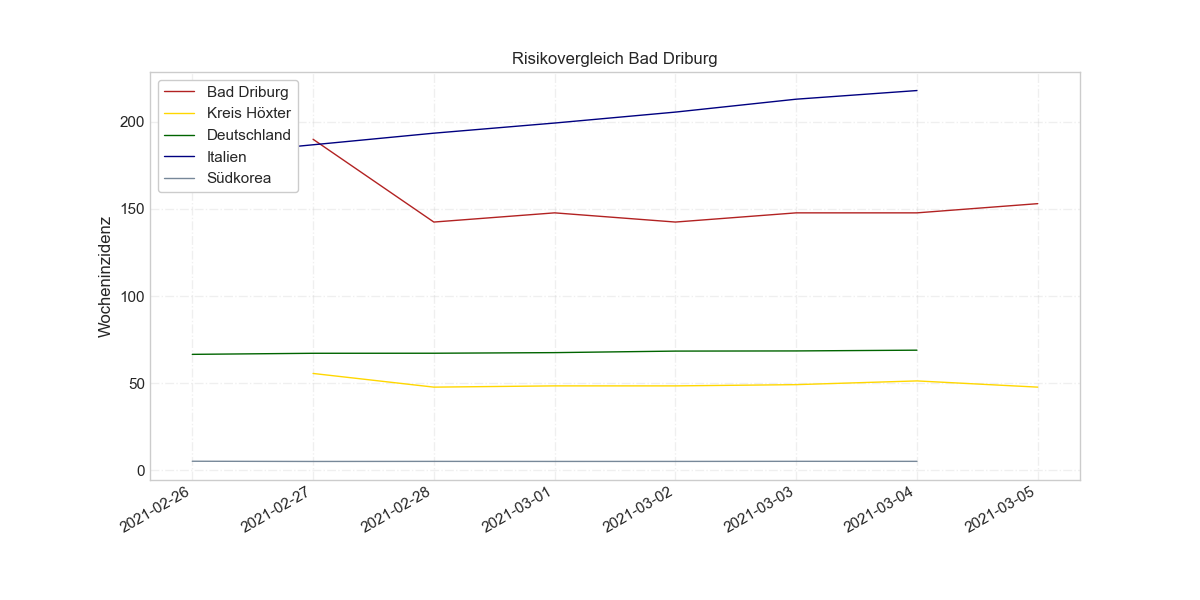 Risikovergleich Bad Driburg
Bad Driburg
Kreis Höxter
Deutschland
Italien
Südkorea
Wocheninzidenz
200
150
100
50
0
2021-02-26
2021-02-27
2021-02-28
2021-03-01
2021-03-02
2021-03-03
2021-03-04
2021-03-05